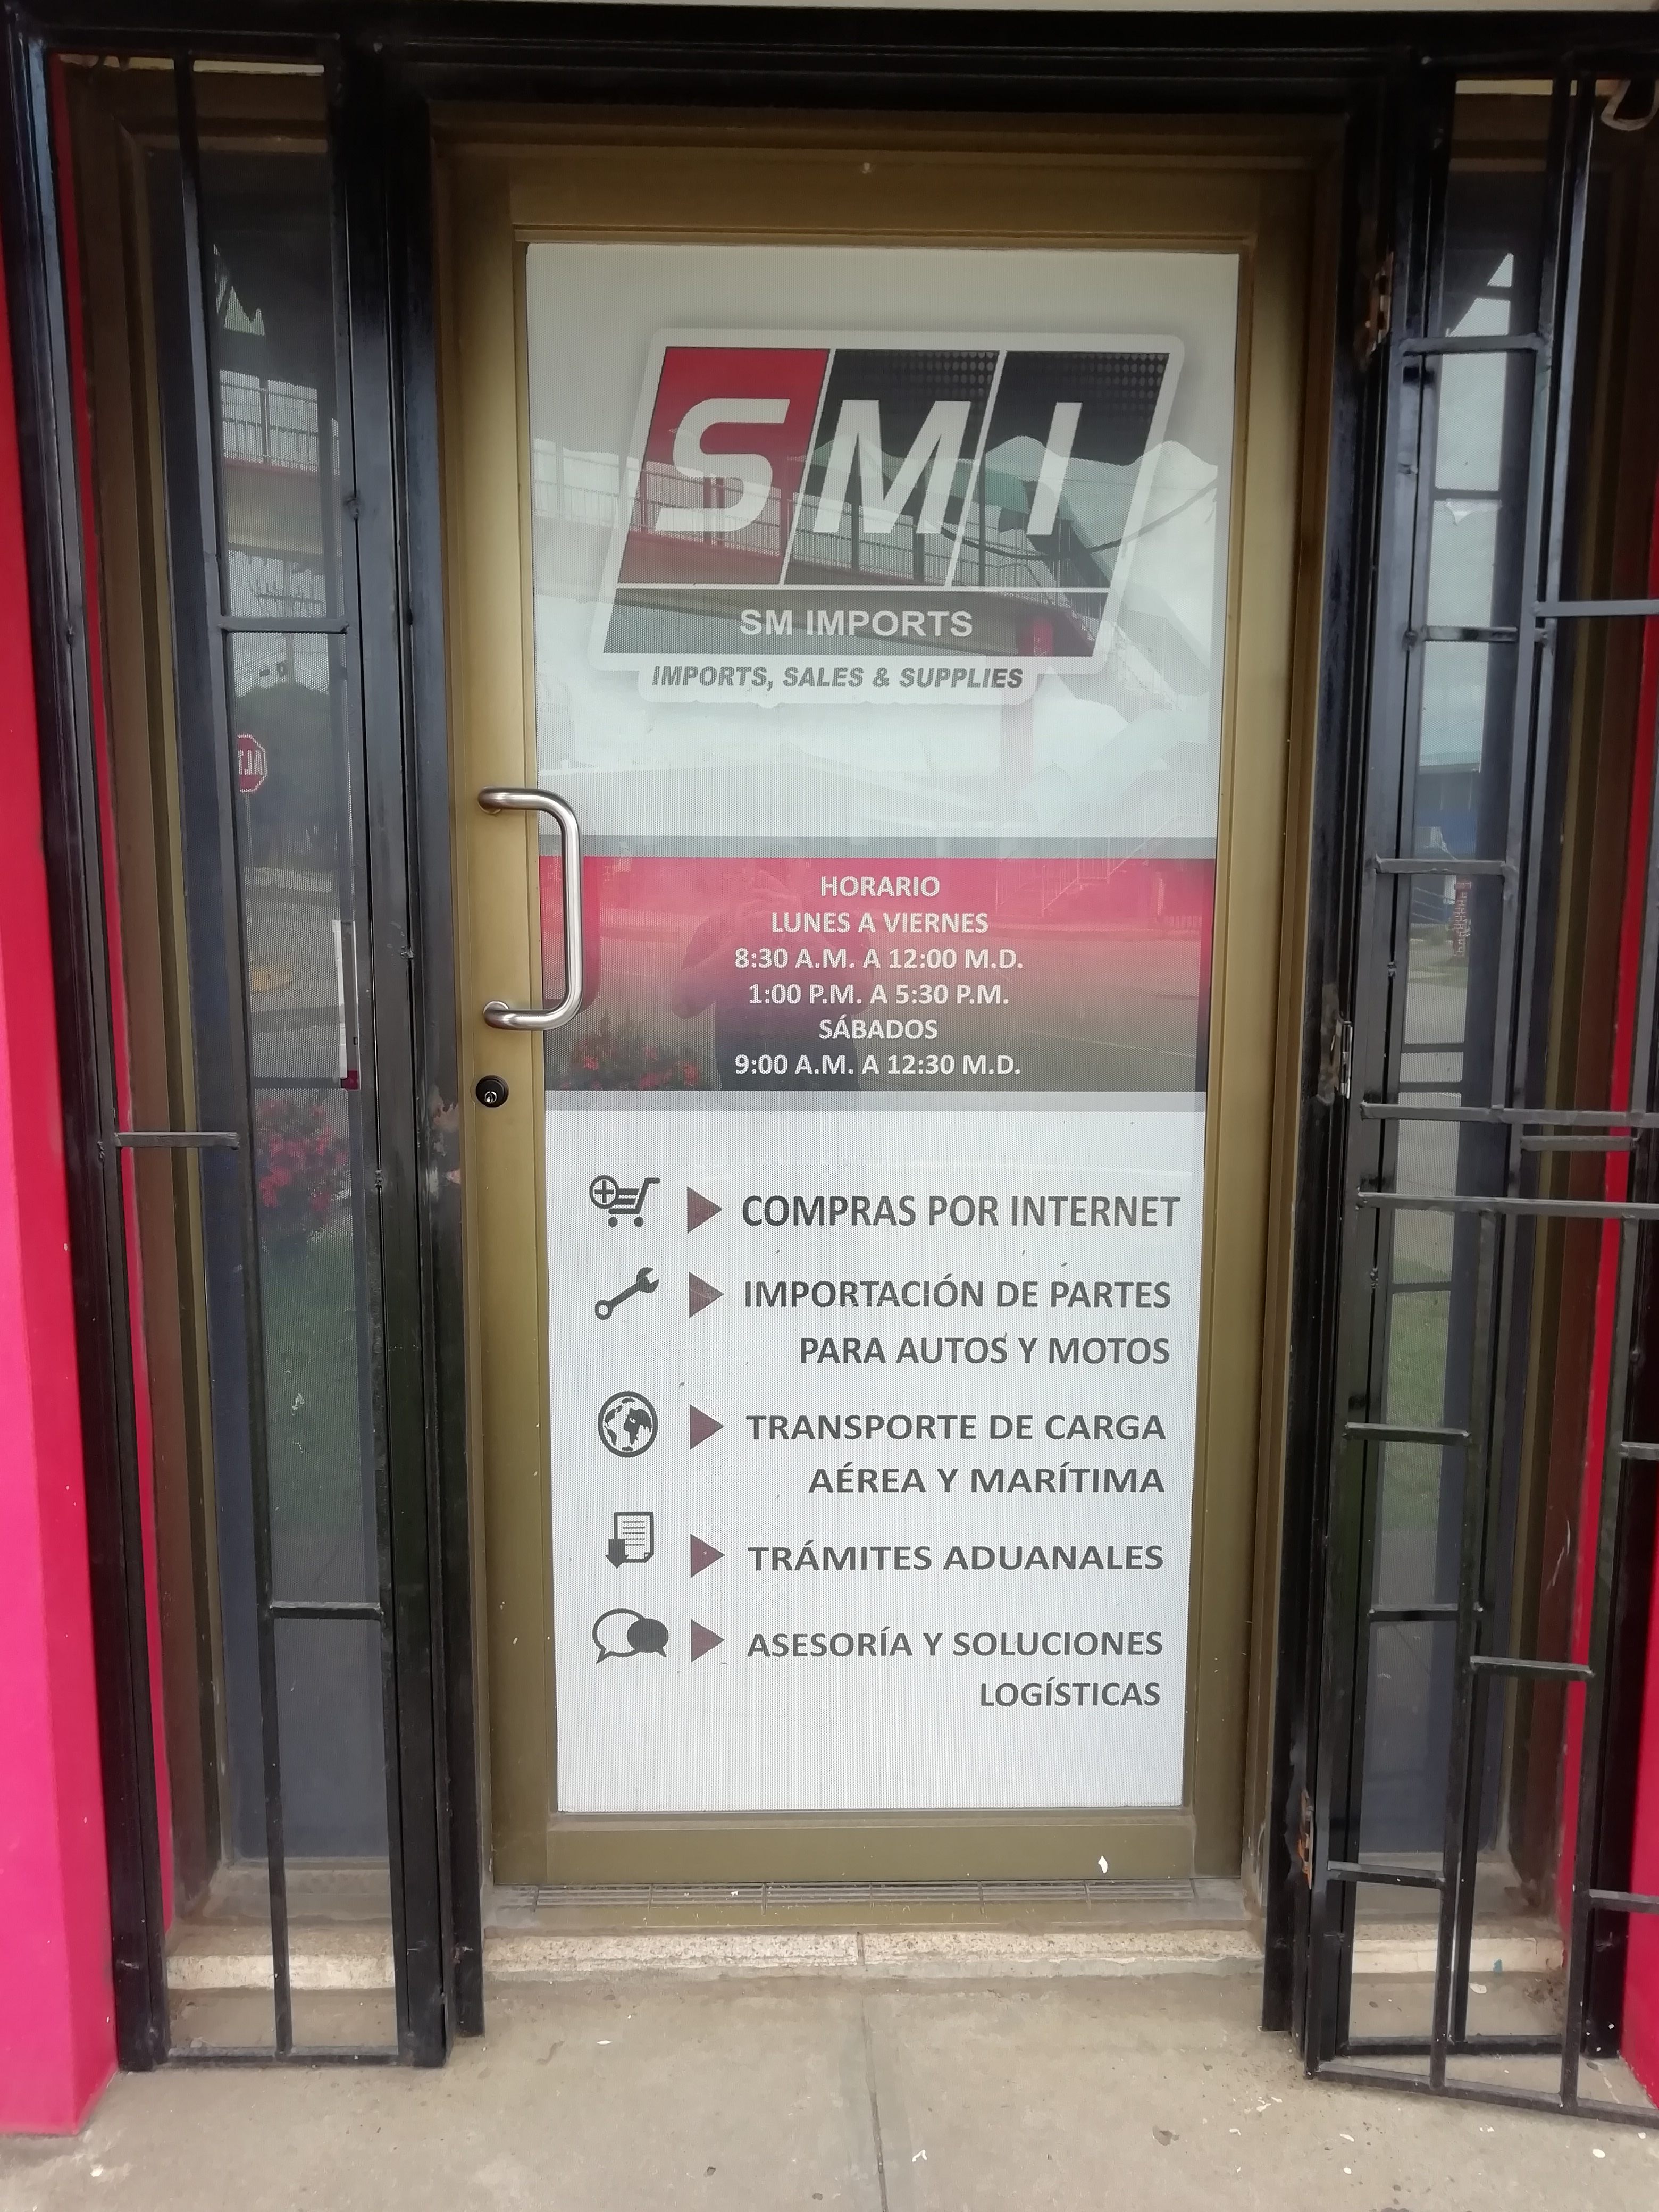 SMI
SM IMPORTS
IMPORTS, SALES & SUPPLIES
HORARIO
LUNES A VIERNES
8:30 A.M. A 12:00 M.D.
1:00 P.M. A 5:30 P.M.
SÁBADOS
9:00 A.M. A 12:30 M.D.
COMPRAS POR INTERNET
IMPORTACIÓN DE PARTES
PARA AUTOS Y MOTOS
TRANSPORTE DE CARGA
AÉREA Y MARÍTIMA
TRÁMITES ADUANALES
ASESORÍA Y SOLUCIONES
LOGÍSTICAS